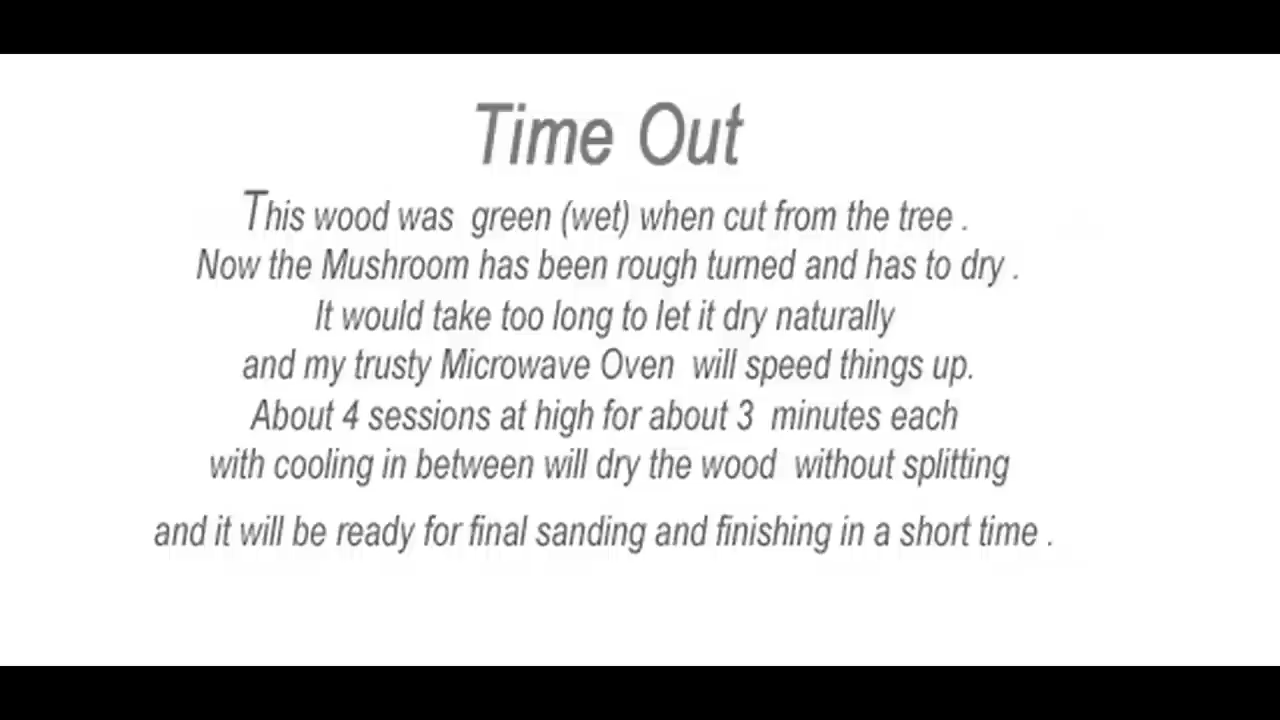 Time Out
This wood was  green (wet) when cut from the tree .
Now the Mushroom has been rough turned and has to dry .
It would take too long to let it dry naturally
and my trusty Microwave Oven  will speed things up.
About 4 sessions at high for about 3  minutes each
with cooling in between will dry the wood  without splitting
and it will be ready for final sanding and finishing in a short time .